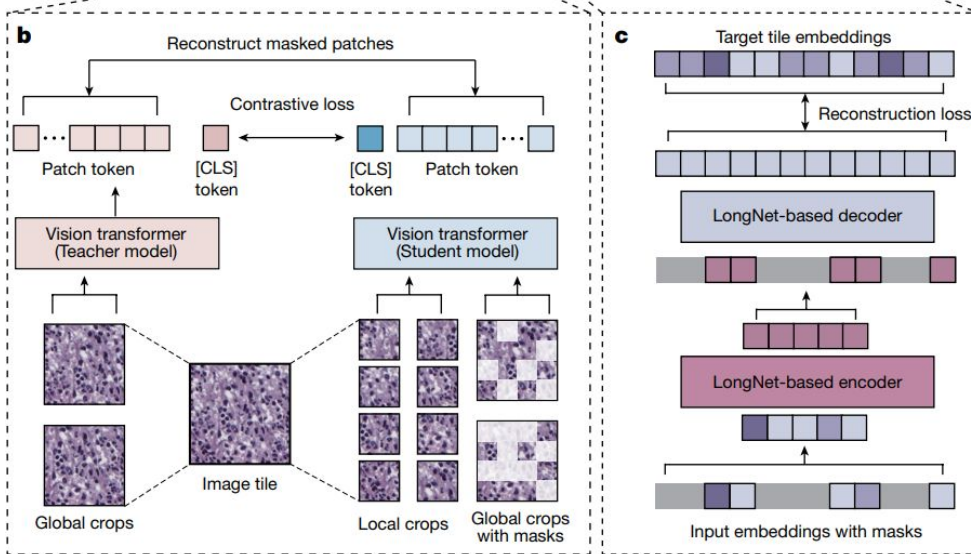 b
Reconstruct masked patches
Contrastive loss
Patch token
[CLS]
token
[CLS]
token
Patch token
Vision transformer
(Teacher model)
Vision transformer
(Student model)
Image tile
Global crops
Local crops
Global crops
with masks
c
Target tile embeddings
Reconstruction loss
LongNet-based decoder
LongNet-based encoder
Input embeddings with masks